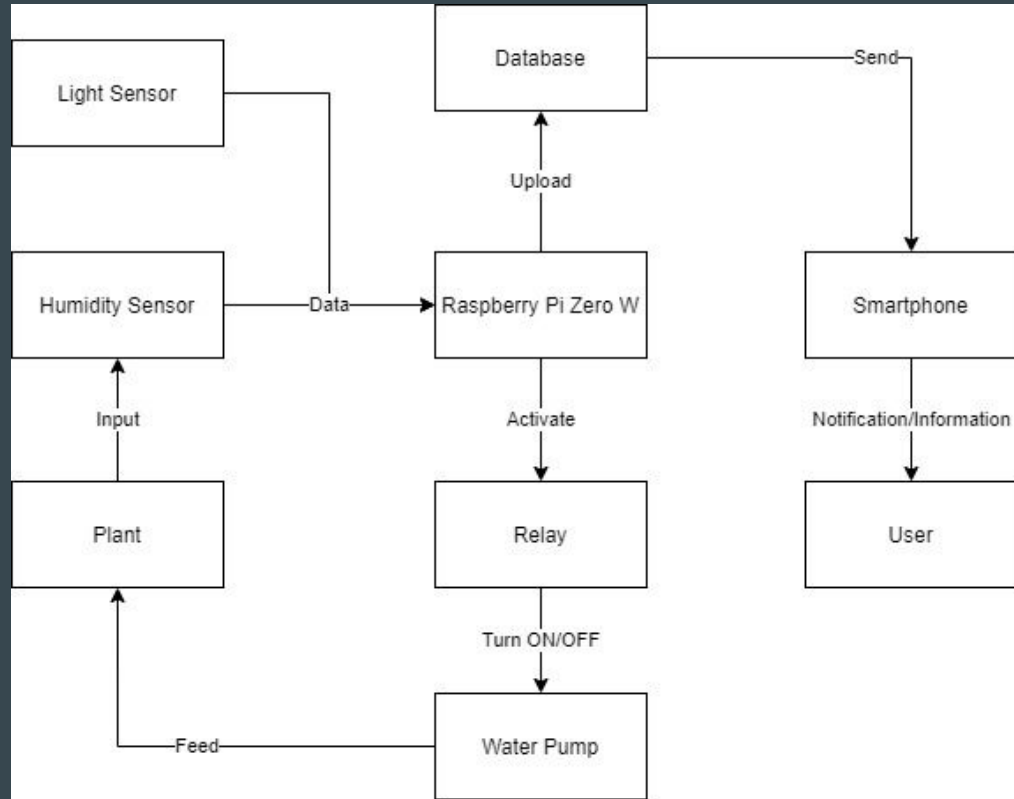 Database
Send
Light Sensor
Upload
Humidity Sensor
Data
Raspberry Pi Zero W
Smartphone
Input
Activate
Notification/Information
Plant
Relay
User
Turn ON/OFF
Feed
Water Pump